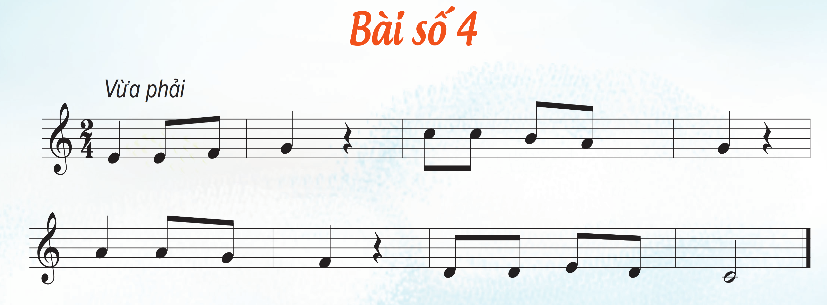 Bài số 4
Vừa phải
2
4